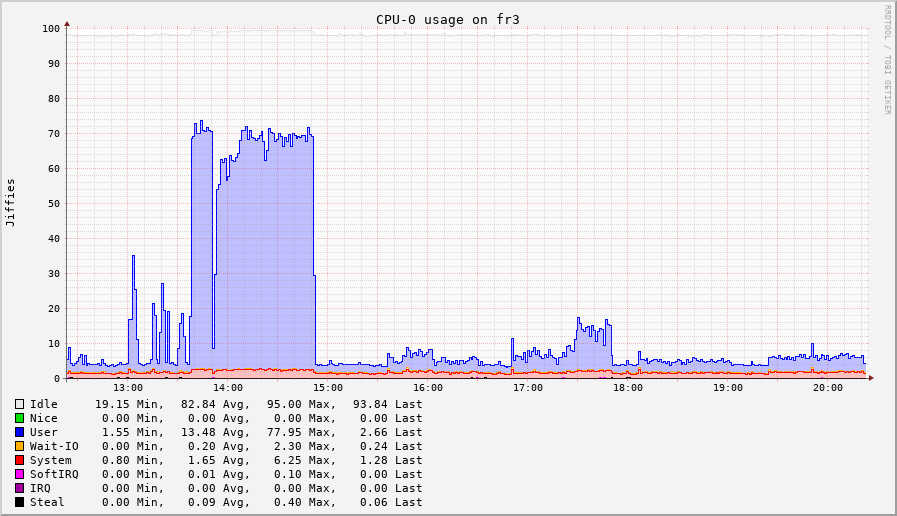 CPU-0 usage on fr3
RRDTOOL / TOBI OETIKER
Jiffies
100
90
80
70
60
50
40
30
20
10
0
13:00 14:00 15:00 16:00 17:00 18:00 19:00 20:00
Idle 19.15 Min, 82.84 Avg, 95.00 Max, 93.84 Last
Nice 0.00 Min, 0.00 Avg, 0.00 Max, 0.00 Last
User 1.55 Min, 13.48 Avg, 77.95 Max, 2.66 Last
Wait-IO 0.00 Min, 0.20 Avg, 2.30 Max, 0.24 Last
System 0.80 Min, 1.65 Avg, 6.25 Max, 1.28 Last
SoftIRQ 0.00 Min, 0.01 Avg, 0.10 Max, 0.00 Last
IRQ 0.00 Min, 0.00 Avg, 0.00 Max, 0.00 Last
Steal 0.00 Min, 0.09 Avg, 0.40 Max, 0.06 Last